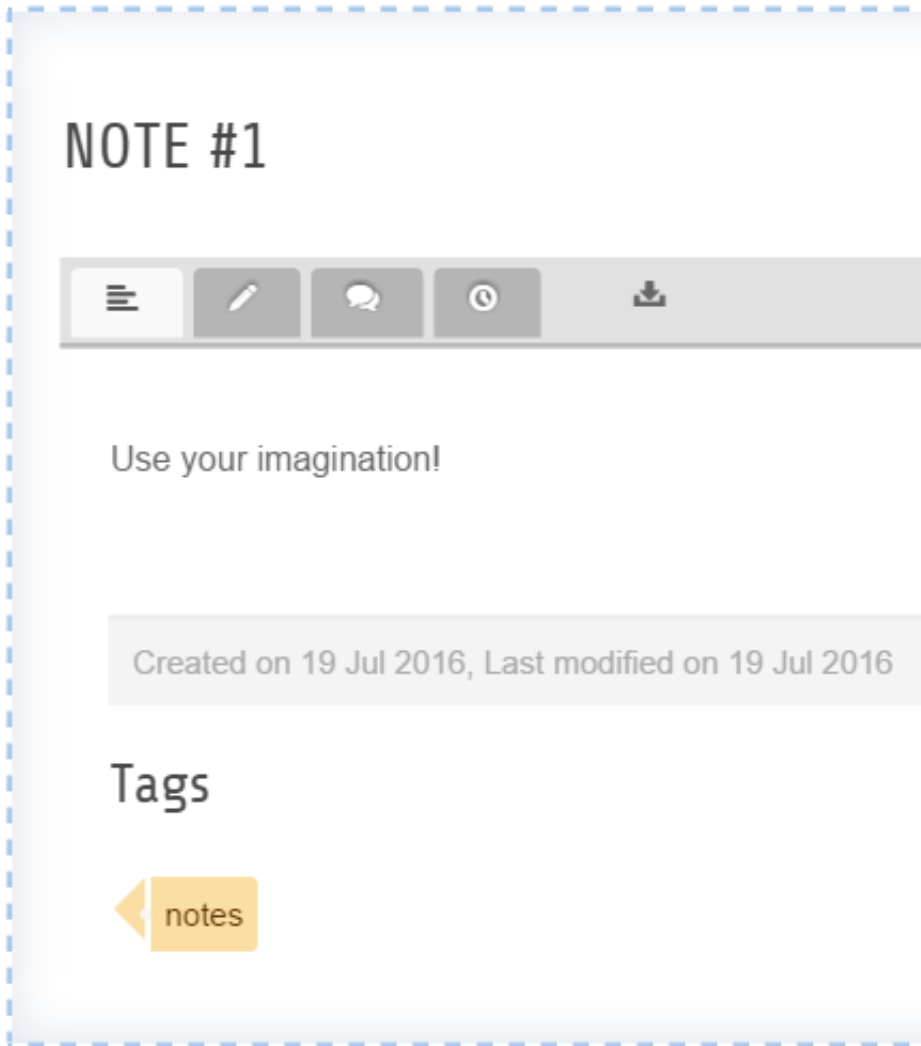 NOTE #1
Use your imagination!
Created on 19 Jul 2016, Last modified on 19 Jul 2016
Tags
notes